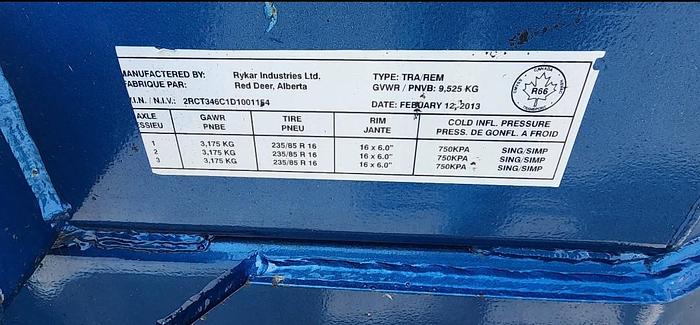 MANUFACTURED BY: Rykar Industries Ltd. TYPE: TRA/REM
FABRIQUE PAR: Red Deer, Alberta GVWR / PNVB: 9,525 KG
V.I.N. / N.I.V.: 2RCT346C1D1001154 DATE: FEBUARY 12, 2013
CANADA
R66
AXLE GAWR TIRE RIM COLD INFL. PRESSURE
ESSIEU PNBE PNEU JANTE PRESS. DE GONFL. A FROID
1 3,175 KG 235/85 R 16 16 x 6.0" 750KPA SING/SIMP
2 3,175 KG 235/85 R 16 16 x 6.0" 750KPA SING/SIMP
3 3,175 KG 235/85 R 16 16 x 6.0" 750KPA SING/SIMP